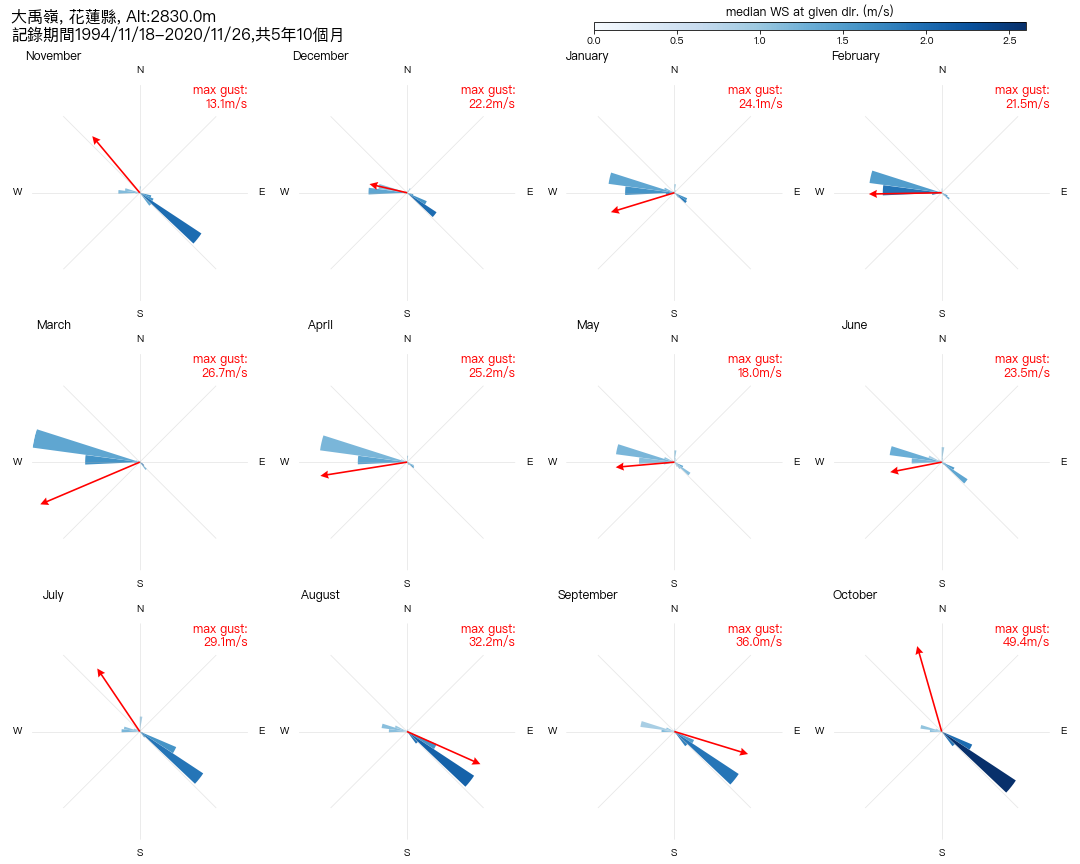 大禹嶺, 花蓮縣, Alt:2830.0m
記錄期間1994/11/18-2020/11/26,共5年10個月
median WS at given dir. (m/s)
0.0 0.5 1.0 1.5 2.0 2.5
November December January February
N N N N
max gust: max gust: max gust: max gust:
13.1m/s 22.2m/s 24.1m/s 21.5m/s
W E W E W E W E
S S S S
March April May June
N N N N
max gust: max gust: max gust: max gust:
26.7m/s 25.2m/s 18.0m/s 23.5m/s
W E W E W E W E
S S S S
July August September October
N N N N
max gust: max gust: max gust: max gust:
29.1m/s 32.2m/s 36.0m/s 49.4m/s
W E W E W E W E
S S S S